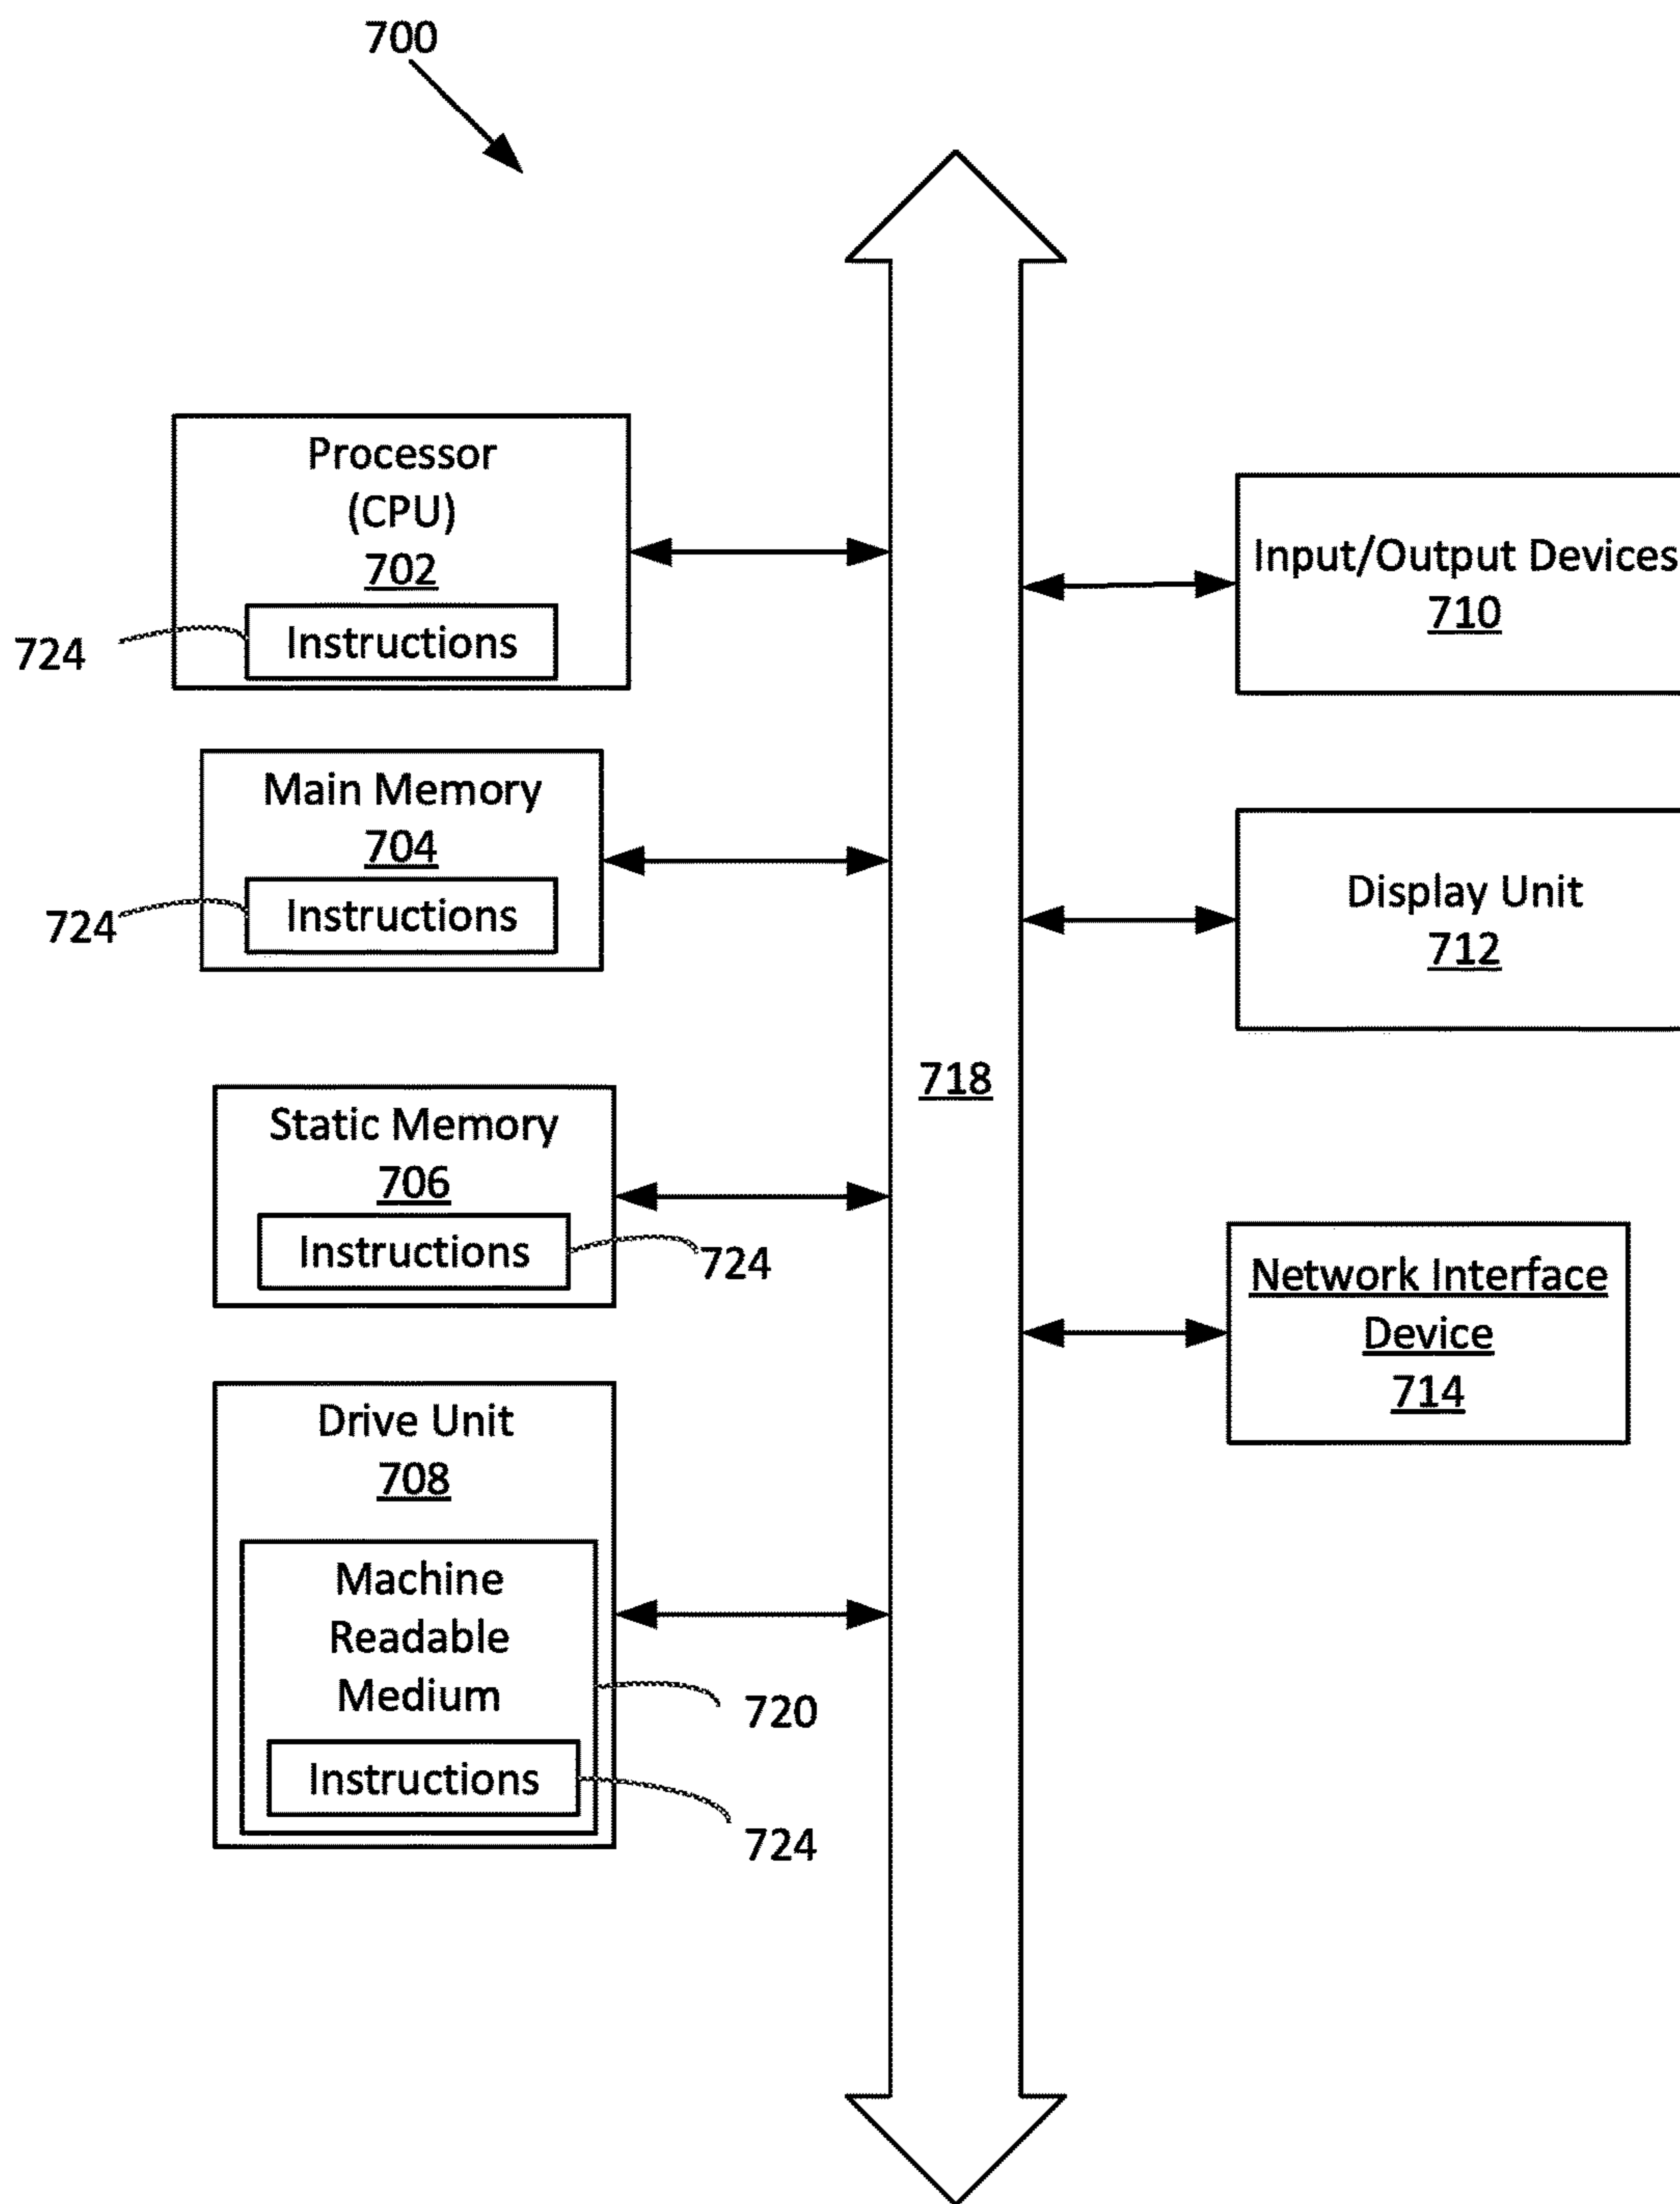 700
Processor
(CPU)
702
Instructions
724
Main Memory
704
Instructions
724
Static Memory
706
Instructions
724
Drive Unit
708
Machine
Readable
Medium
720
Instructions
724
718
Input/Output Devices
710
Display Unit
712
Network Interface
Device
714